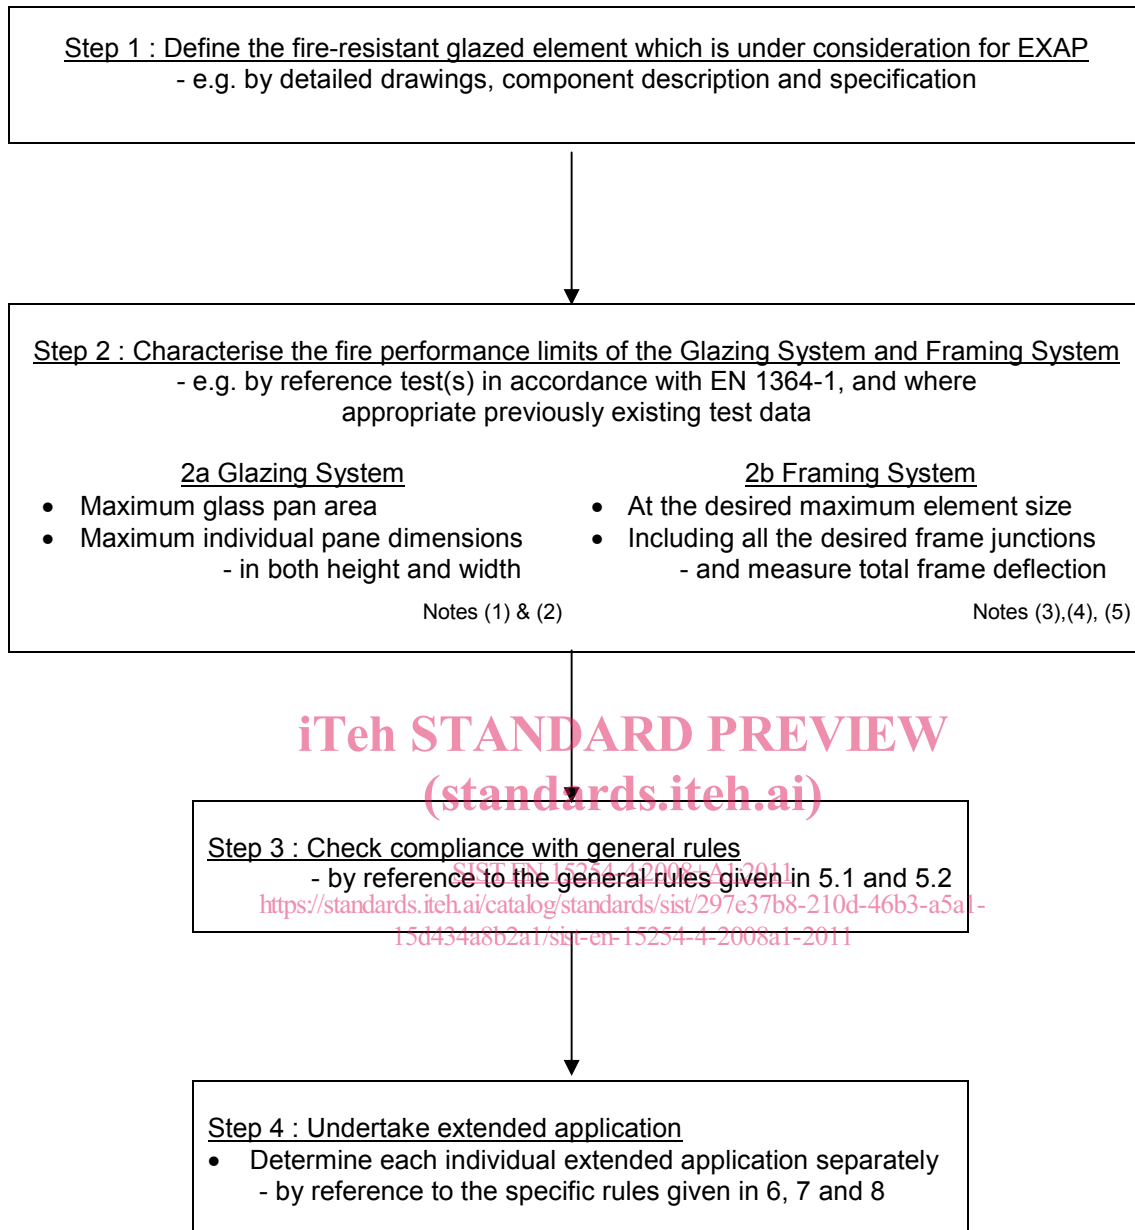 Step 1 : Define the fire-resistant glazed element which is under consideration for EXAP
- e.g. by detailed drawings, component description and specification
Step 2 : Characterise the fire performance limits of the Glazing System and Framing System
- e.g. by reference test(s) in accordance with EN 1364-1, and where
appropriate previously existing test data
2a Glazing System
• Maximum glass pan area
• Maximum individual pane dimensions
- in both height and width
Notes (1) & (2)
2b Framing System
• At the desired maximum element size
• Including all the desired frame junctions
- and measure total frame deflection
Notes (3),(4), (5)
iTeh STANDARD PREVIEW
(standards.iteh.ai)
Step 3 : Check compliance with general rules
- by reference to the general rules given in 5.1 and 5.2
SIST EN 15254-4:2008+A1:2011
https://standards.iteh.ai/catalog/standards/sist/297e37b8-210d-46b3-a5a1-
15d434a8b2a1/sist-en-15254-4-2008a1-2011
Step 4 : Undertake extended application
• Determine each individual extended application separately
- by reference to the specific rules given in 6, 7 and 8